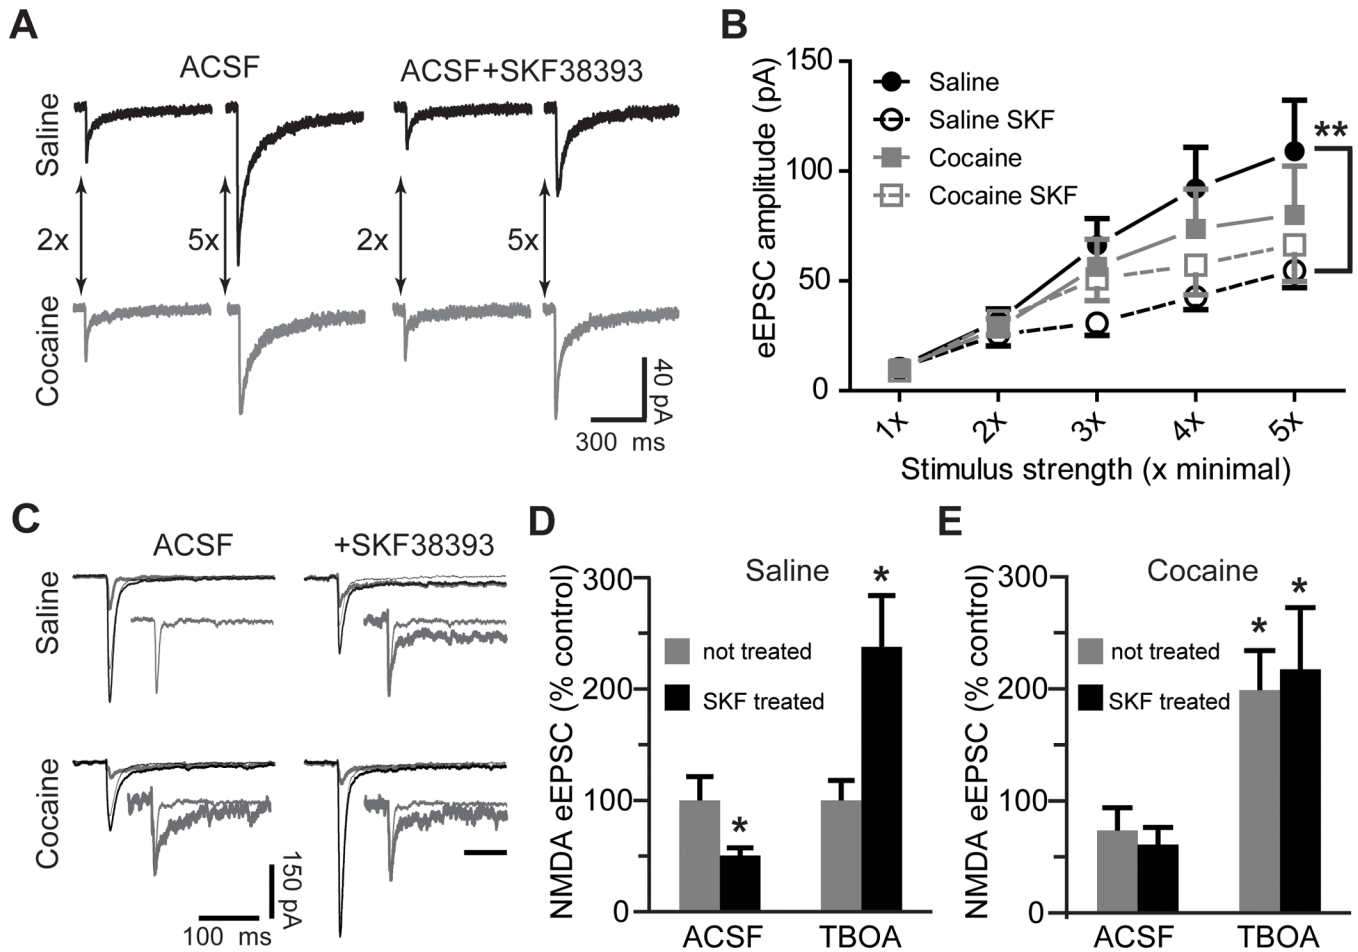 A
ACSF
ACSF+SKF38393
Saline
2x
5x
2x
5x
Cocaine
40 pA
300 ms
B
eEPSC amplitude (pA)
150
100
50
0
Saline
Saline SKF
Cocaine
Cocaine SKF
**
1x
2x
3x
4x
5x
Stimulus strength (x minimal)
C
ACSF
+SKF38393
Saline
Cocaine
150 pA
100 ms
D
NMDA eEPSC (% control)
300
200
100
0
Saline
not treated
SKF treated
*
*
ACSF
TBOA
E
NMDA eEPSC (% control)
300
200
100
0
Cocaine
not treated
SKF treated
*
*
ACSF
TBOA